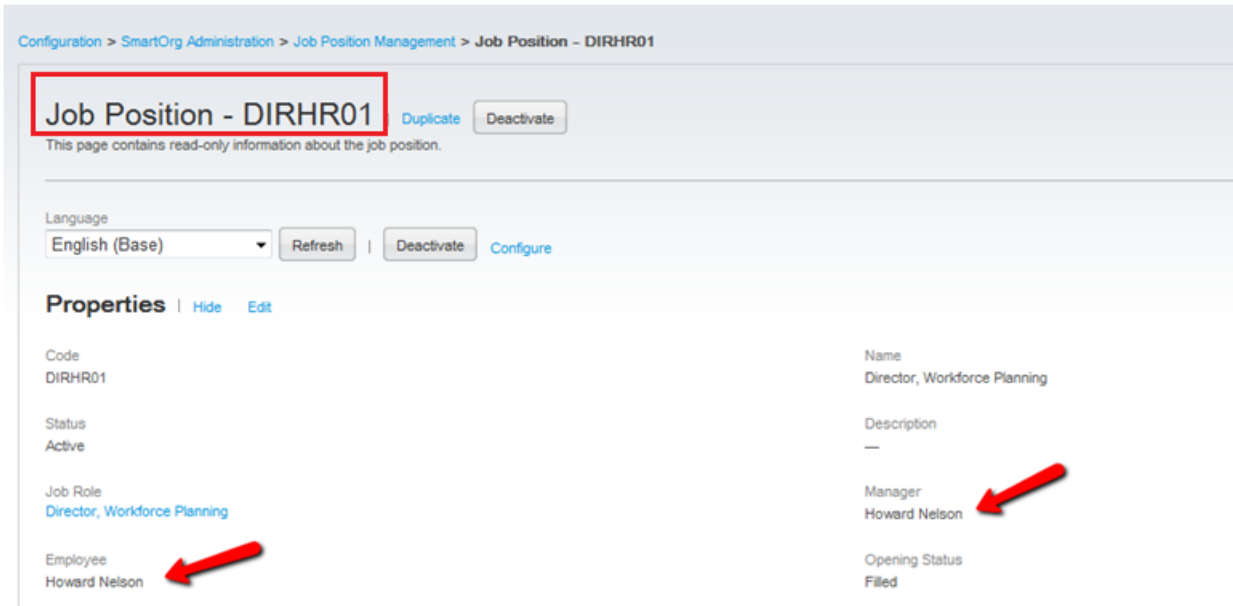 Configuration > SmartOrg Administration > Job Position Management > Job Position – DIRHR01
Job Position - DIRHR01 | Duplicate Deactivate
This page contains read-only information about the job position.
Language
English (Base) Refresh | Deactivate Configure
Properties | Hide Edit
Code Name
DIRHR01 Director, Workforce Planning
Status Description
Active —
Job Role Manager
Director, Workforce Planning Howard Nelson
Employee Opening Status
Howard Nelson Filled